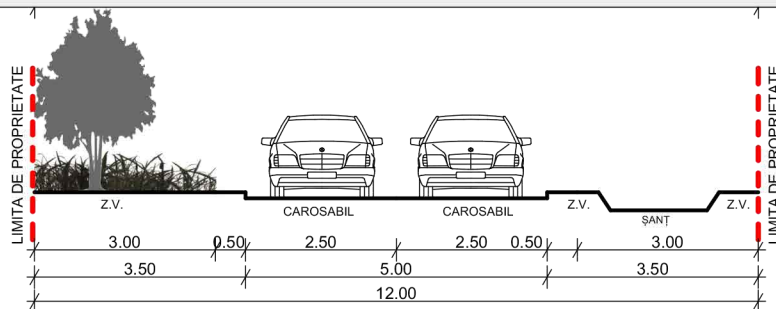 LIMITA DE PROPRIETATE
LIMITA DE PROPRIETATE
Z.V. CAROSABIL CAROSABIL Z.V. ȘANȚ Z.V.
3.00 0.50 2.50 2.50 0.50 3.00
3.50 5.00 3.50
12.00